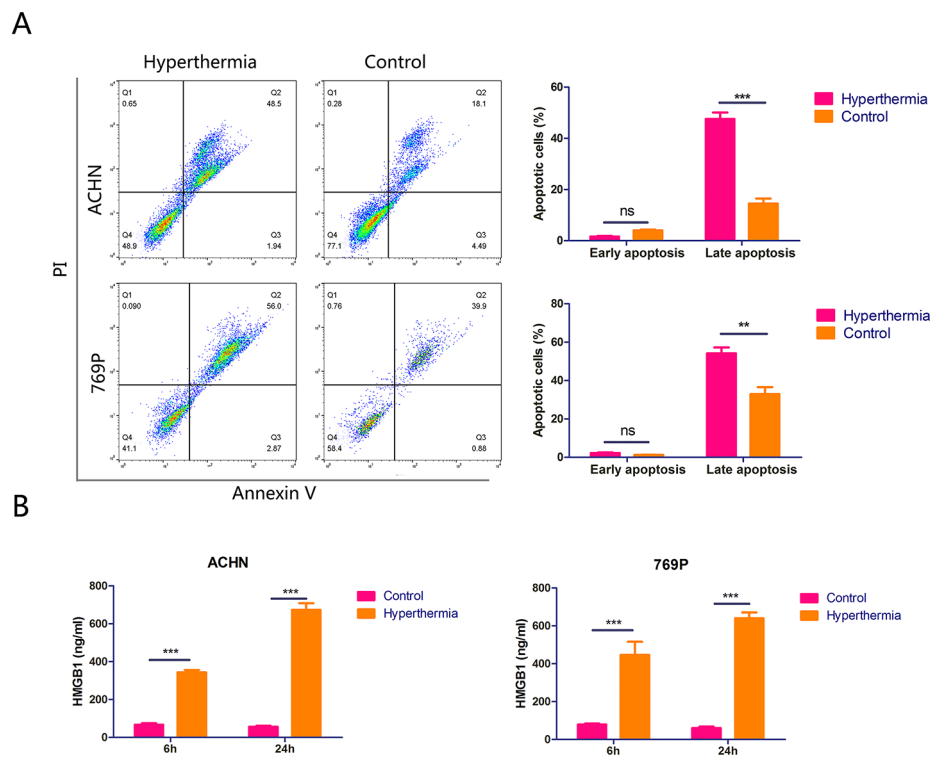 A
Hyperthermia
Control
ACHN
Q1
0.65
Q2
48.5
Q4
48.9
Q3
1.94
Q1
0.28
Q2
18.1
Q4
77.1
Q3
4.49
Apoptotic cells (%)
60
40
20
0
ns
***
Early apoptosis
Late apoptosis
Hyperthermia
Control
PI
769P
Q1
0.090
Q2
56.0
Q4
41.1
Q3
2.87
Q1
0.76
Q2
39.9
Q4
58.4
Q3
0.88
Annexin V
Apoptotic cells (%)
80
60
40
20
0
ns
**
Early apoptosis
Late apoptosis
Hyperthermia
Control
B
ACHN
HMGB1 (ng/ml)
800
600
400
200
0
***
***
6h
24h
Control
Hyperthermia
769P
HMGB1 (ng/ml)
800
600
400
200
0
***
***
6h
24h
Control
Hyperthermia